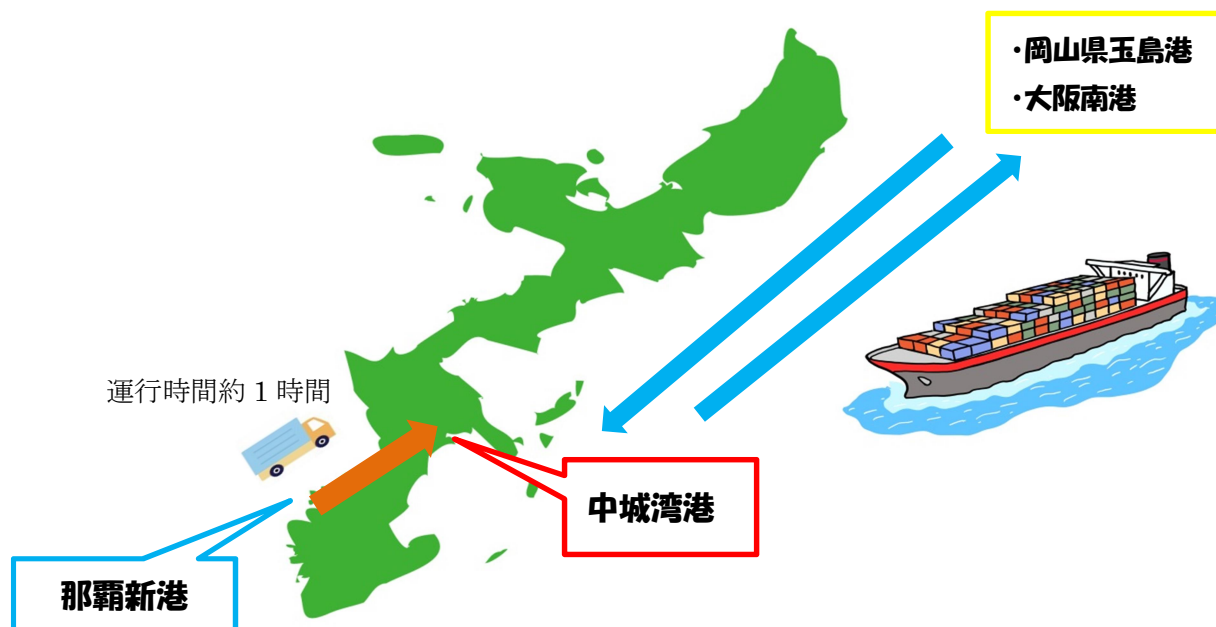 ・岡山県玉島港
・大阪南港
運行時間約1時間
中城湾港
那覇新港